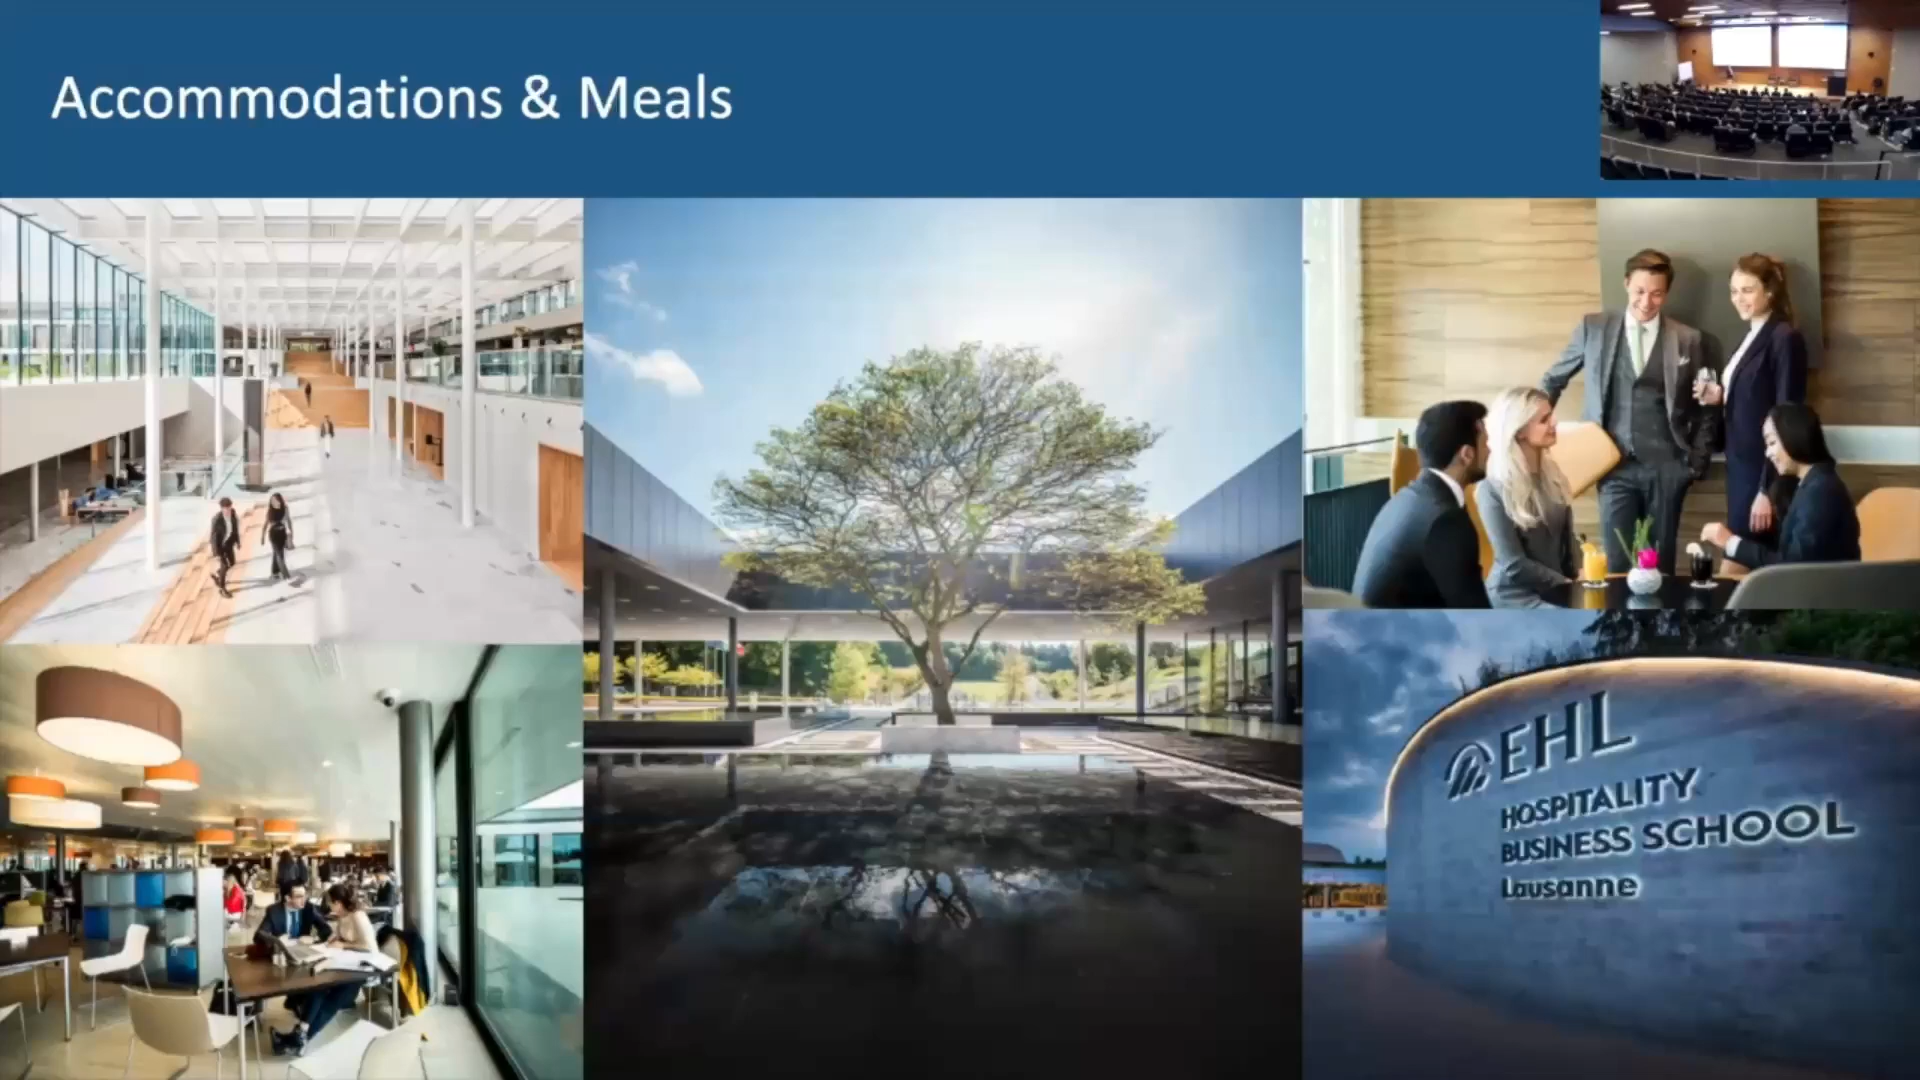 Accommodations & Meals
EHL
HOSPITALITY
BUSINESS SCHOOL
Lausanne